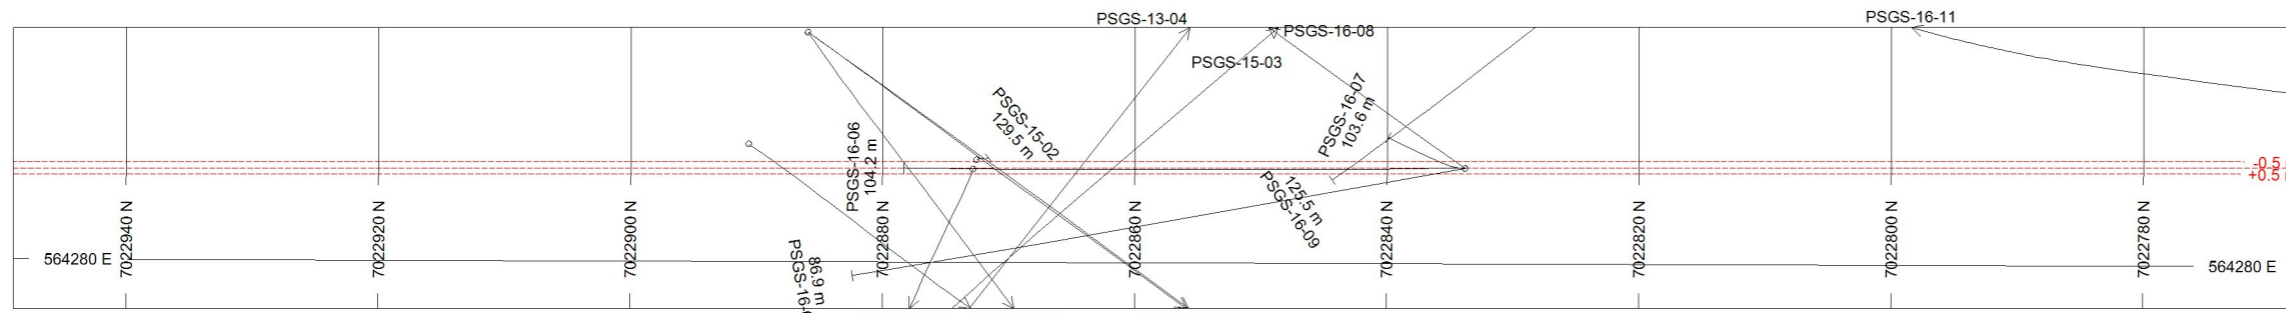 PSGS-13-04
PSGS-16-11
PSGS-16-08
PSGS-15-03
PSGS-15-02
129.5 m
PSGS-16-07
103.6 m
PSGS-16-06
104.2 m
-0.5
+0.5
125.5 m
PSGS-16-09
7022940 N
7022920 N
7022900 N
7022880 N
7022860 N
7022840 N
7022820 N
7022800 N
7022780 N
564280 E
564280 E
86.9 m
PSGS-16-